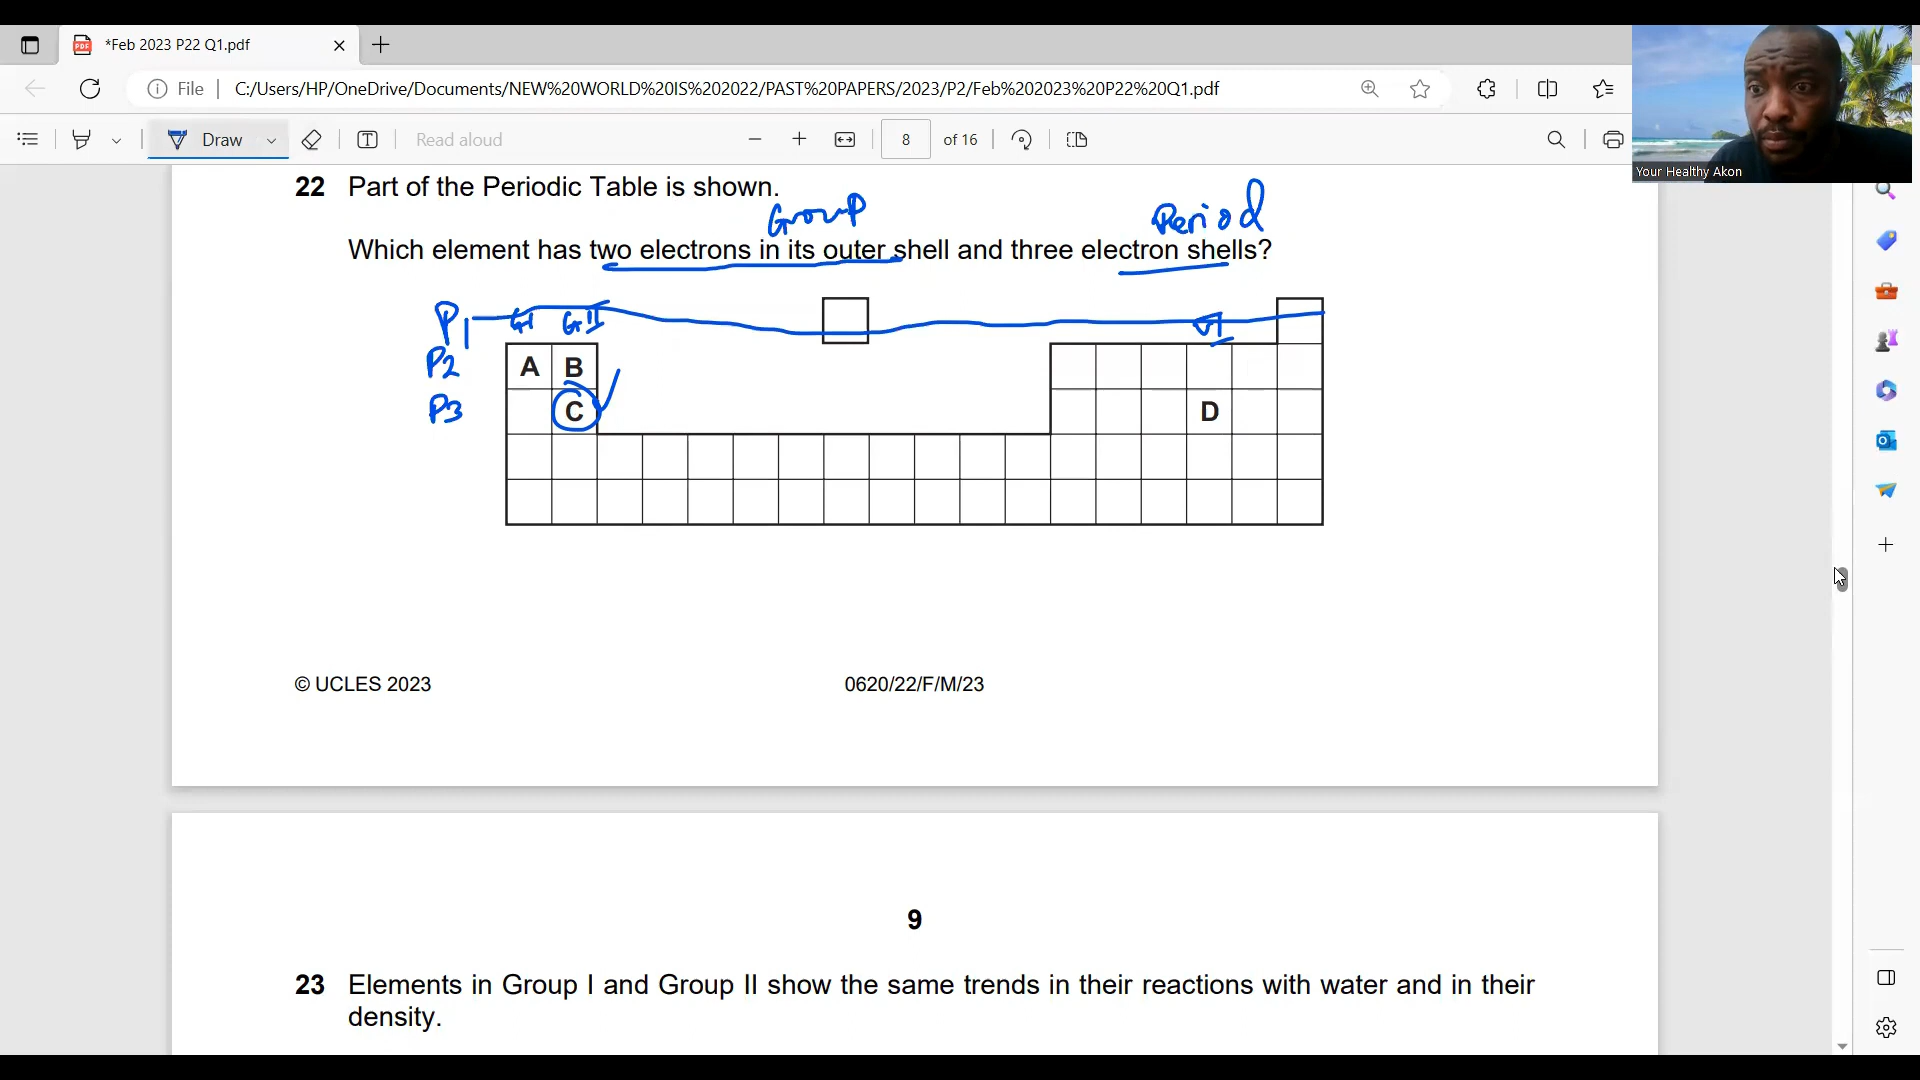 *Feb 2023 P22 Q1.pdf
File
C:/Users/HP/OneDrive/Documents/NEW%20WORLD%20IS%202022/PAST%20PAPERS/2023/P2/Feb%202023%20P22%20Q1.pdf
Draw
Read aloud
8 of 16
Your Healthy Akon
22 Part of the Periodic Table is shown.
Group Period
Which element has two electrons in its outer shell and three electron shells?
P1 GI GII VI
P2 A B
P3 C D
© UCLES 2023 0620/22/F/M/23
9
23 Elements in Group I and Group II show the same trends in their reactions with water and in their
density.